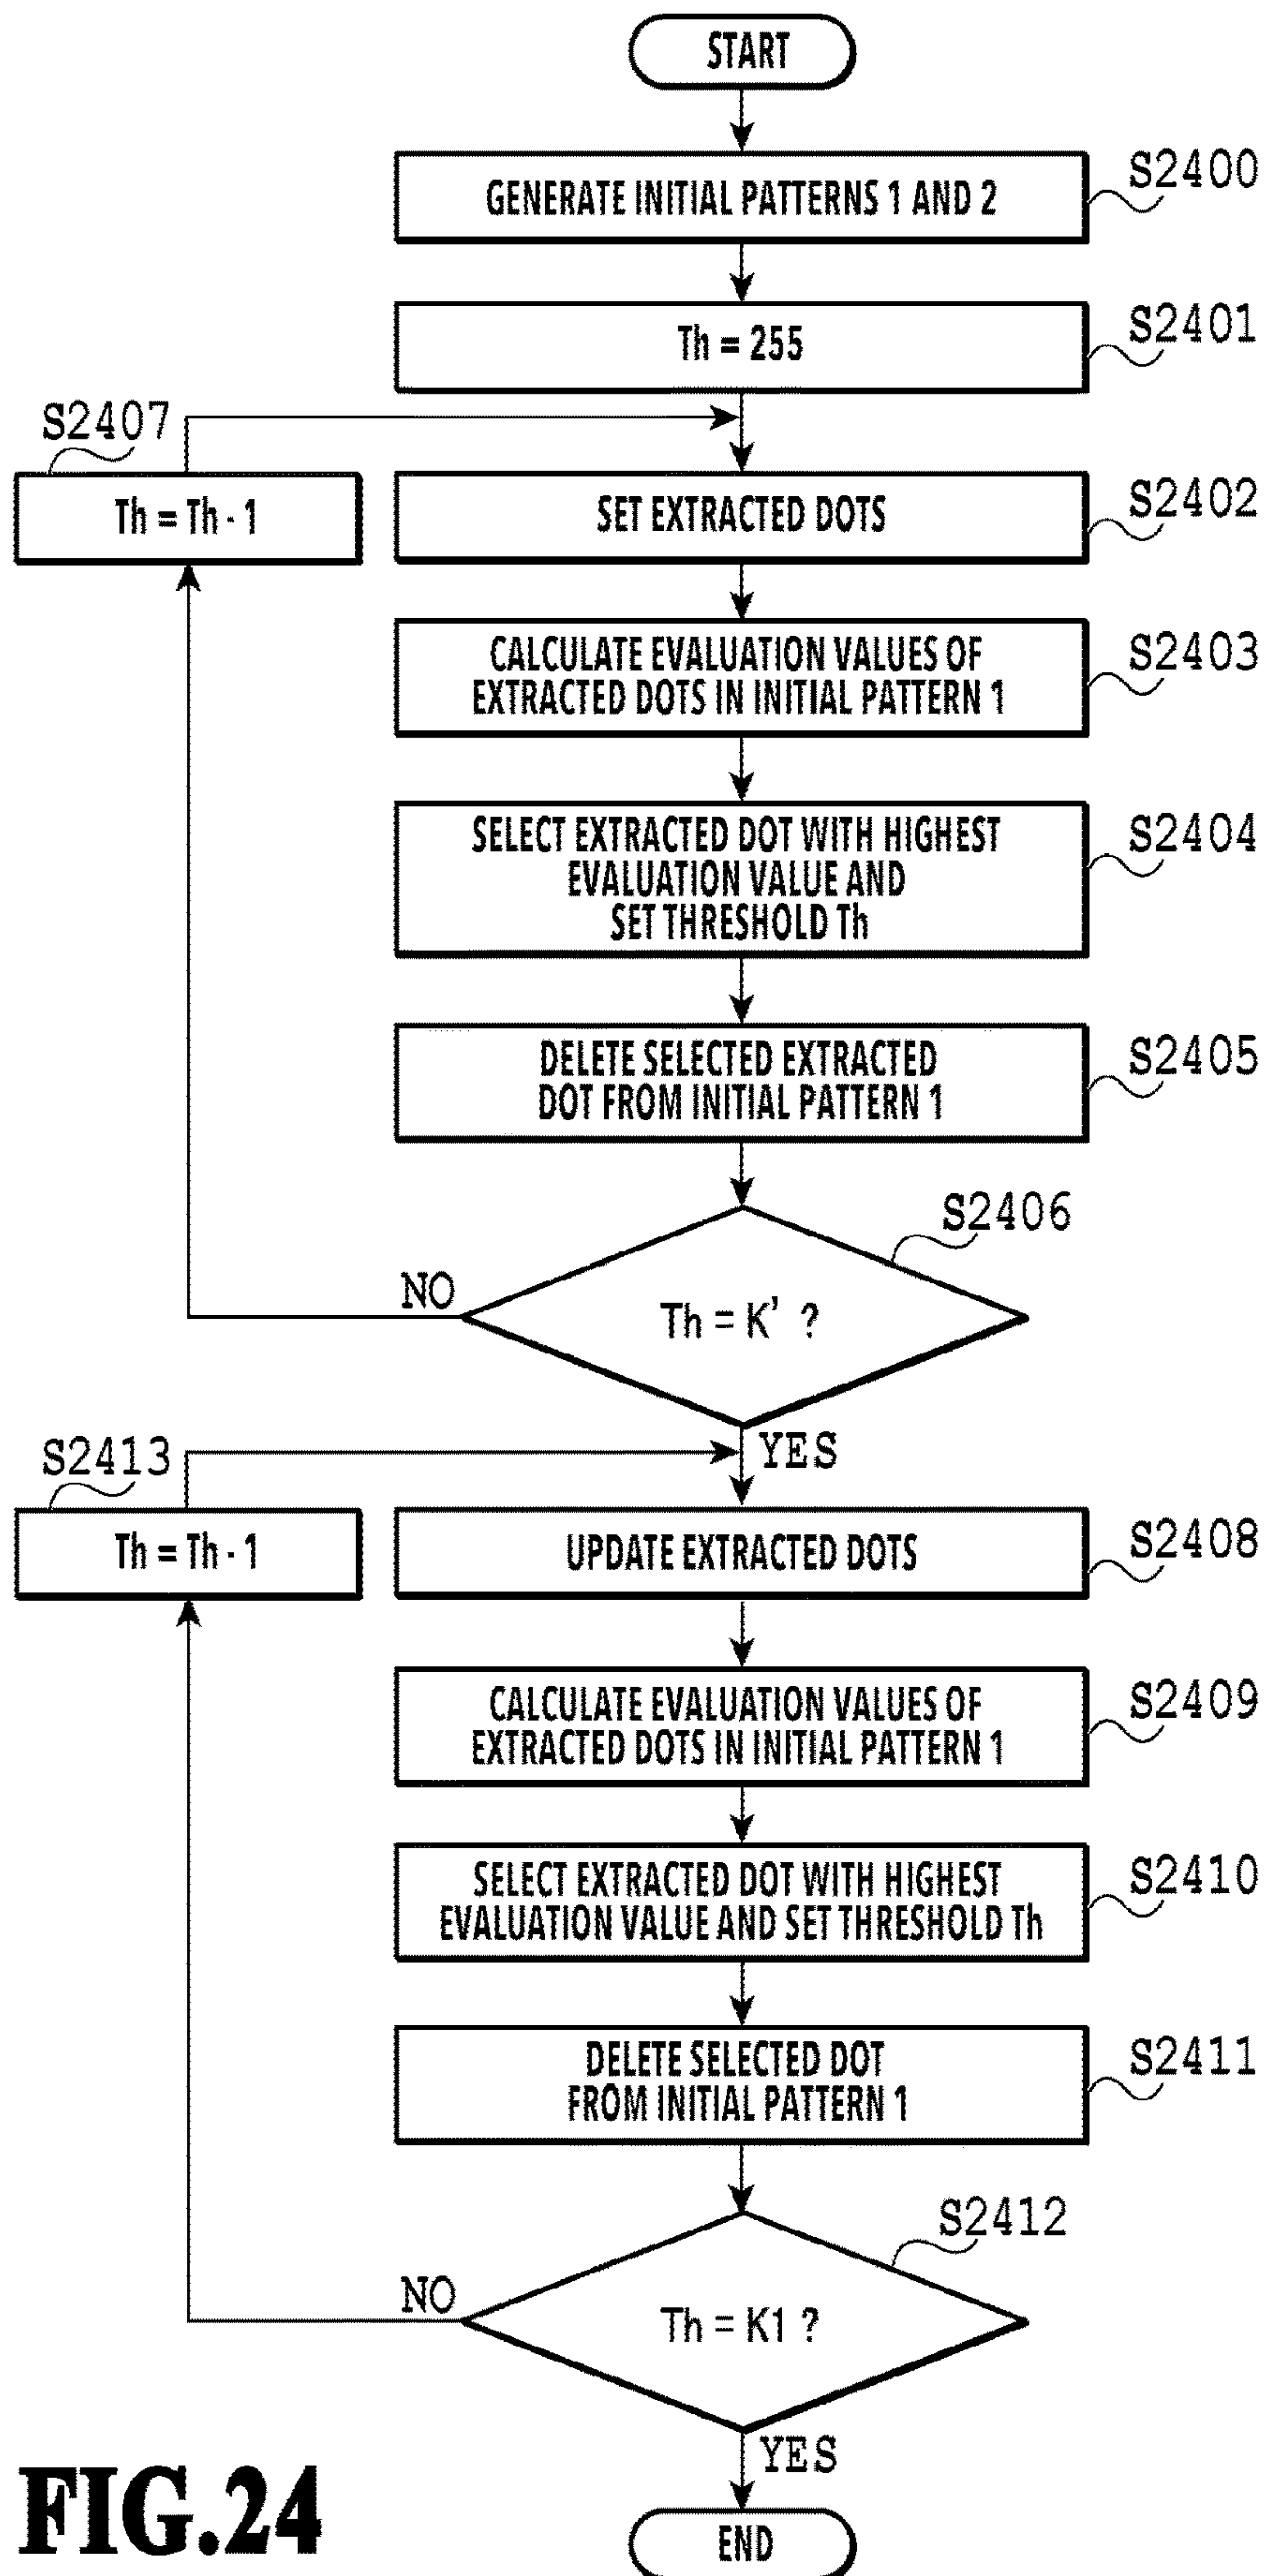 START
GENERATE INITIAL PATTERNS 1 AND 2
S2400
Th = 255
S2401
S2407
Th = Th - 1
SET EXTRACTED DOTS
S2402
CALCULATE EVALUATION VALUES OF
EXTRACTED DOTS IN INITIAL PATTERN 1
S2403
SELECT EXTRACTED DOT WITH HIGHEST
EVALUATION VALUE AND
SET THRESHOLD Th
S2404
DELETE SELECTED EXTRACTED
DOT FROM INITIAL PATTERN 1
S2405
S2406
NO
Th = K' ?
YES
S2413
Th = Th - 1
UPDATE EXTRACTED DOTS
S2408
CALCULATE EVALUATION VALUES OF
EXTRACTED DOTS IN INITIAL PATTERN 1
S2409
SELECT EXTRACTED DOT WITH HIGHEST
EVALUATION VALUE AND SET THRESHOLD Th
S2410
DELETE SELECTED DOT
FROM INITIAL PATTERN 1
S2411
S2412
NO
Th = K1 ?
YES
END
FIG.24